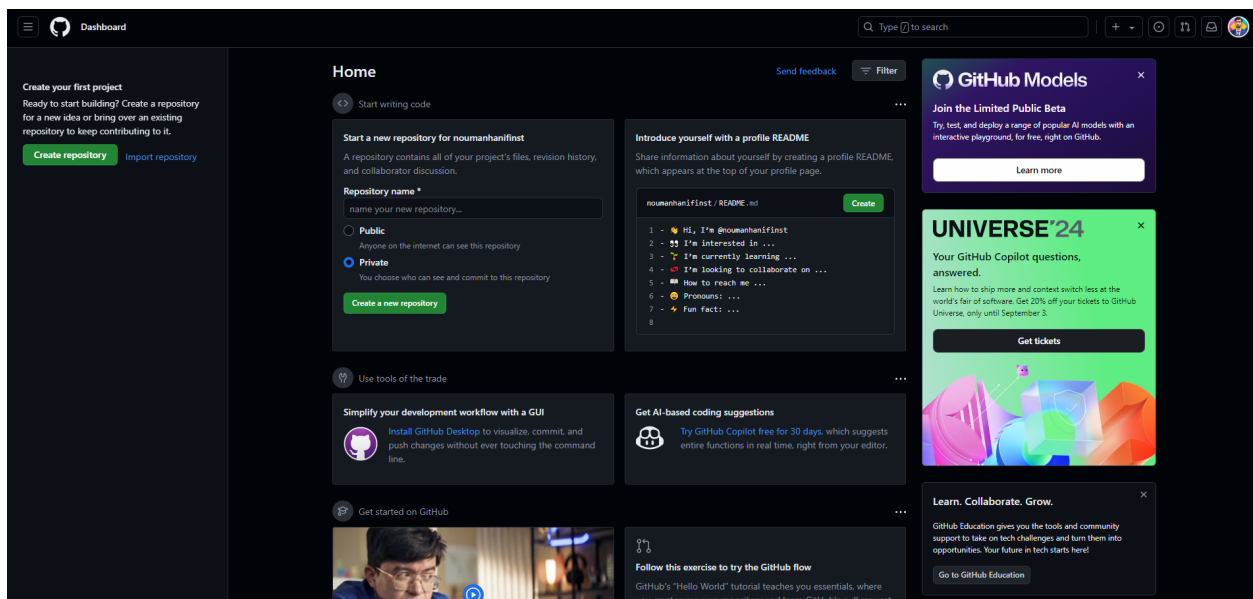 Dashboard
Type / to search
Create your first project
Ready to start building? Create a repository
for a new idea or bring over an existing
repository to keep contributing to it.
Create repository
Import repository
Home
Send feedback
Filter
Start writing code
Start a new repository for noumanhanifinst
A repository contains all of your project's files, revision history,
and collaborator discussion.
Repository name *
name your new repository...
Public
Anyone on the internet can see this repository
Private
You choose who can see and commit to this repository
Create a new repository
Introduce yourself with a profile README
Share information about yourself by creating a profile README,
which appears at the top of your profile page.
noumanhanifinst / README.md
Create
1 - 👋 Hi, I'm @noumanhanifinst
2 - 👀 I'm interested in ...
3 - 🌱 I'm currently learning ...
4 - 💞️ I'm looking to collaborate on ...
5 - 📫 How to reach me ...
6 - 😄 Pronouns: ...
7 - ⚡ Fun fact: ...
8
Use tools of the trade
Simplify your development workflow with a GUI
Install GitHub Desktop to visualize, commit, and
push changes without ever touching the command
line.
Get AI-based coding suggestions
Try GitHub Copilot free for 30 days, which suggests
entire functions in real time, right from your editor.
Get started on GitHub
Follow this exercise to try the GitHub flow
GitHub's "Hello World" tutorial teaches you essentials, where
GitHub Models
Join the Limited Public Beta
Try, test, and deploy a range of popular AI models with an
interactive playground, for free, right on GitHub.
Learn more
UNIVERSE'24
Your GitHub Copilot questions,
answered.
Learn how to ship more and context switch less at the
world's fair of software. Get 20% off your tickets to GitHub
Universe, only until September 3.
Get tickets
Learn. Collaborate. Grow.
GitHub Education gives you the tools and community
support to take on tech challenges and turn them into
opportunities. Your future in tech starts here!
Go to GitHub Education